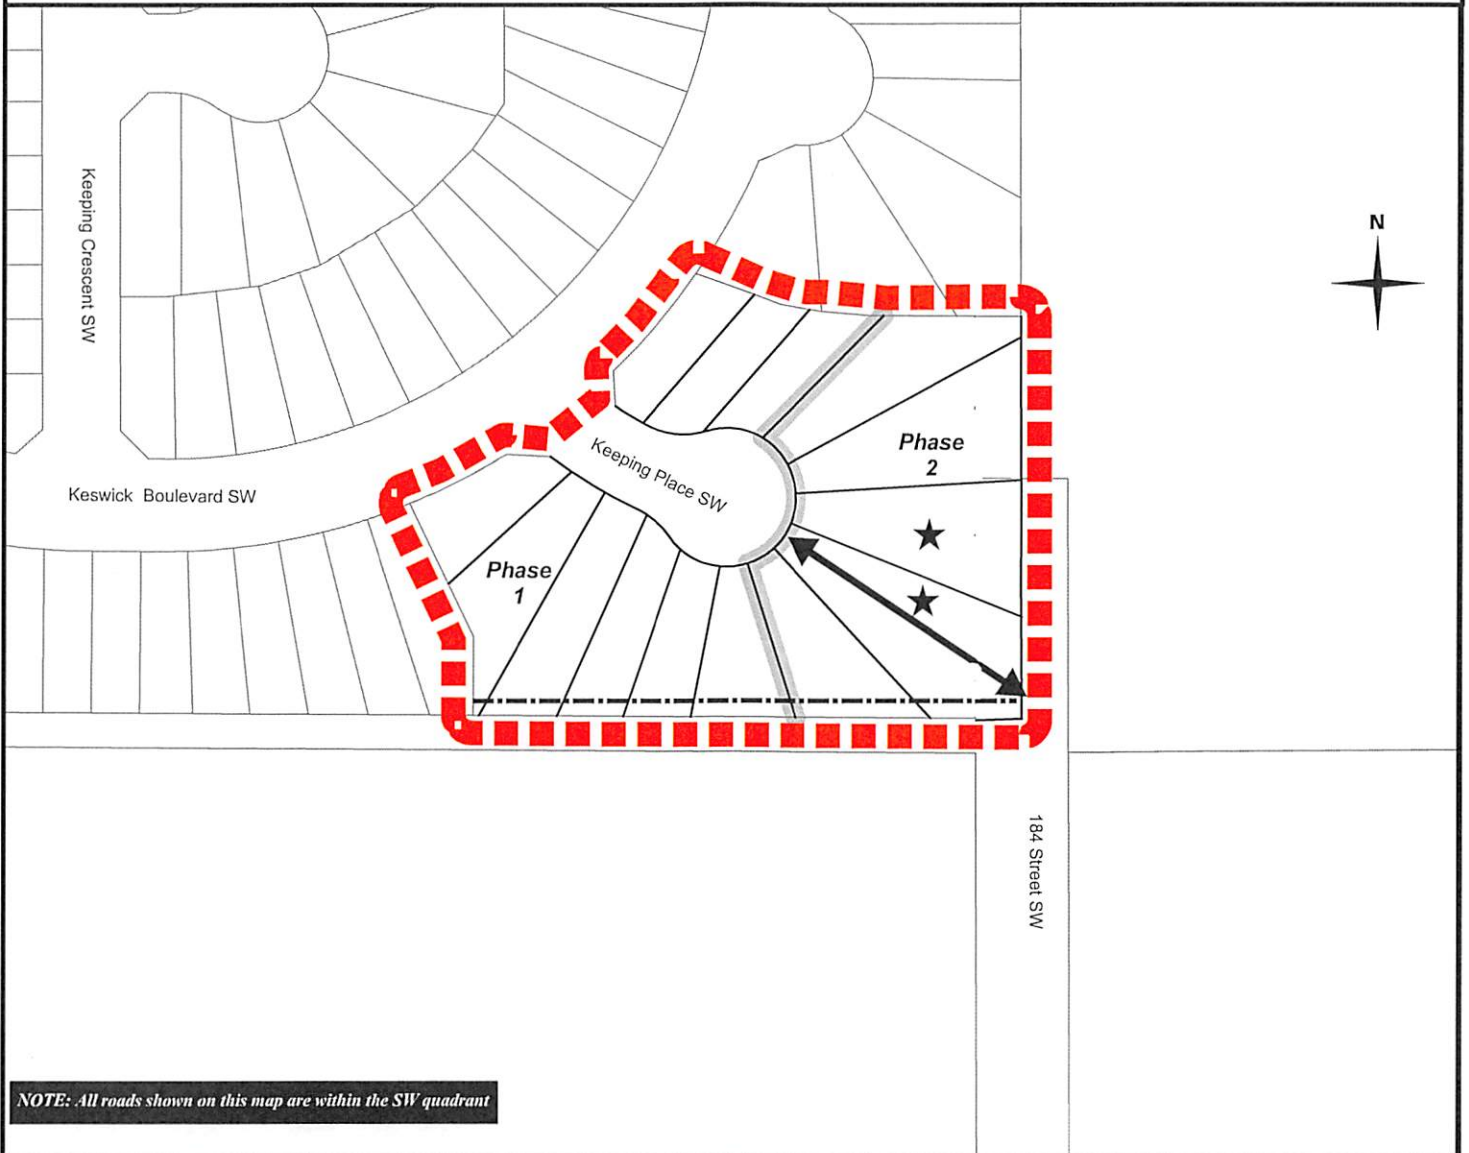 Keeping Crescent SW
N
Keswick Boulevard SW
Keeping Place SW
Phase
2
Phase
1
184 Street SW
NOTE: All roads shown on this map are within the SW quadrant